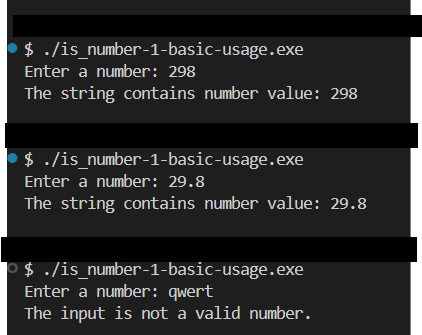 $ ./is_number-1-basic-usage.exe
Enter a number: 298
The string contains number value: 298
$ ./is_number-1-basic-usage.exe
Enter a number: 29.8
The string contains number value: 29.8
$ ./is_number-1-basic-usage.exe
Enter a number: qwert
The input is not a valid number.